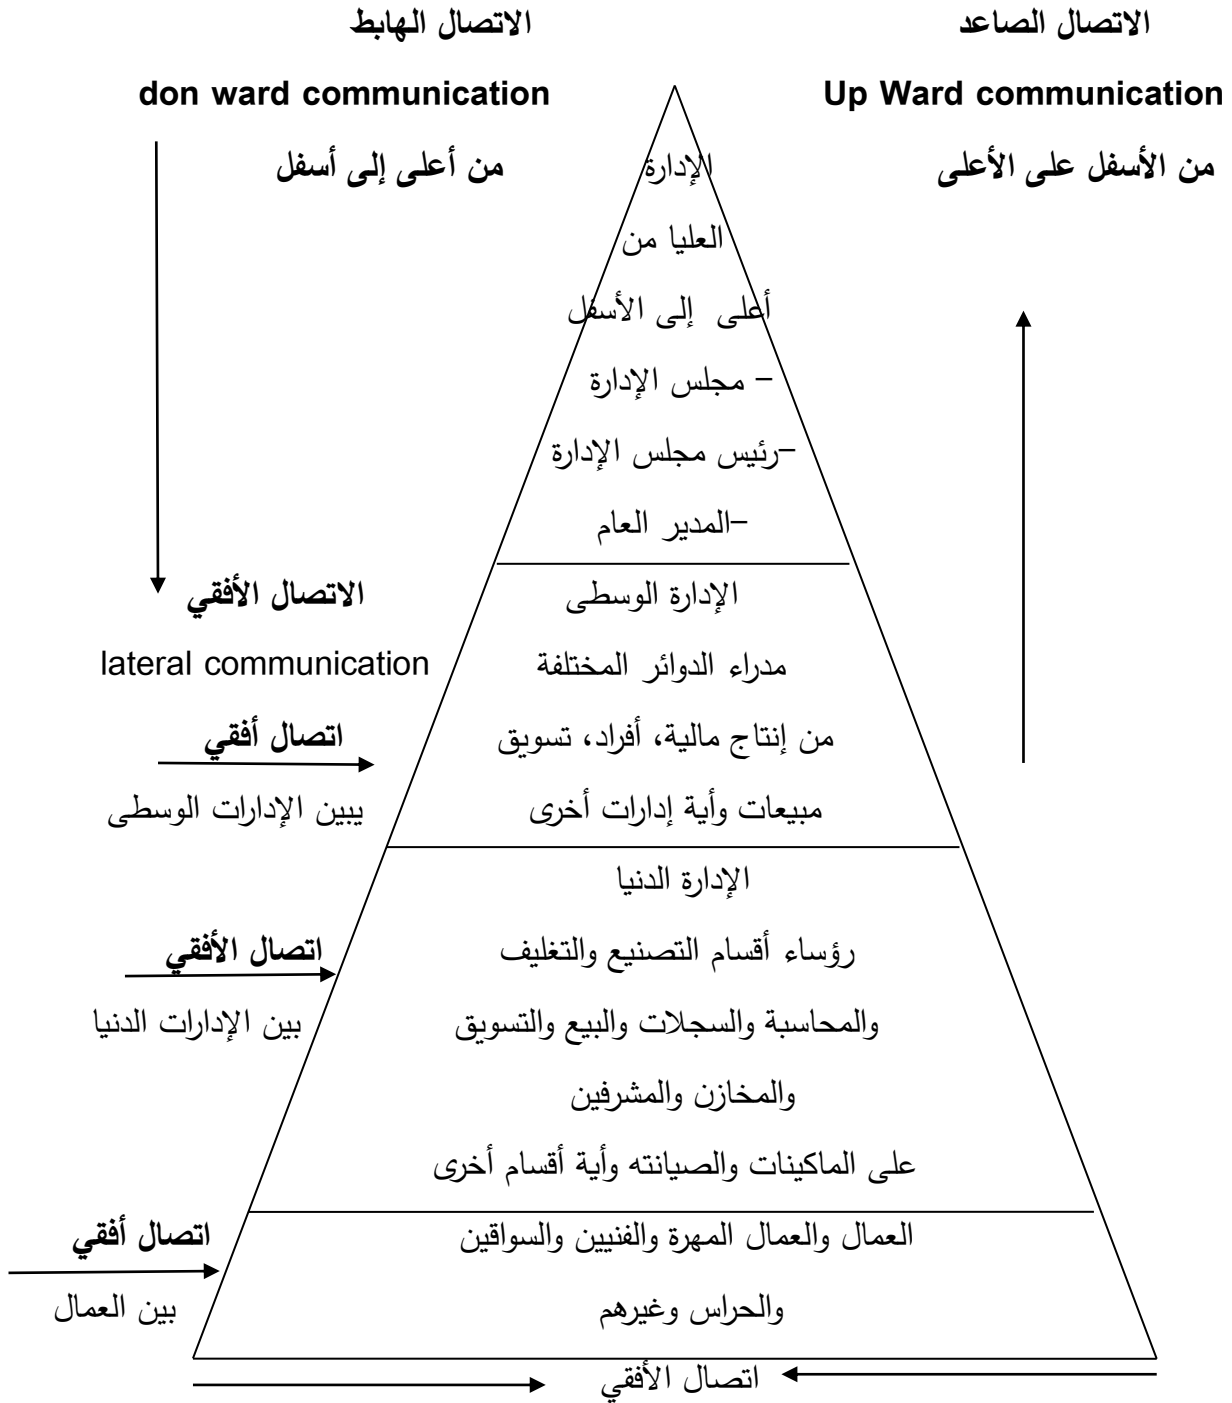 الاتصال الصاعد
الاتصال الهابط
Up Ward communication
don ward communication
من الأسفل على الأعلى
من أعلى إلى أسفل
الإدارة
العليا من
أعلى إلى الأسفل
– مجلس الإدارة
–رئيس مجلس الإدارة
–المدير العام
الإدارة الوسطى
الاتصال الأفقي
مدراء الدوائر المختلفة
lateral communication
من إنتاج مالية، أفراد، تسويق
اتصال أفقي
مبيعات وأية إدارات أخرى
يبين الإدارات الوسطى
الإدارة الدنيا
رؤساء أقسام التصنيع والتغليف
اتصال الأفقي
والمحاسبة والسجلات والبيع والتسويق
بين الإدارات الدنيا
والمخازن والمشرفين
على الماكينات والصيانته وأية أقسام أخرى
العمال والعمال المهرة والفنيين والسواقين
اتصال أفقي
والحراس وغيرهم
بين العمال
اتصال الأفقي